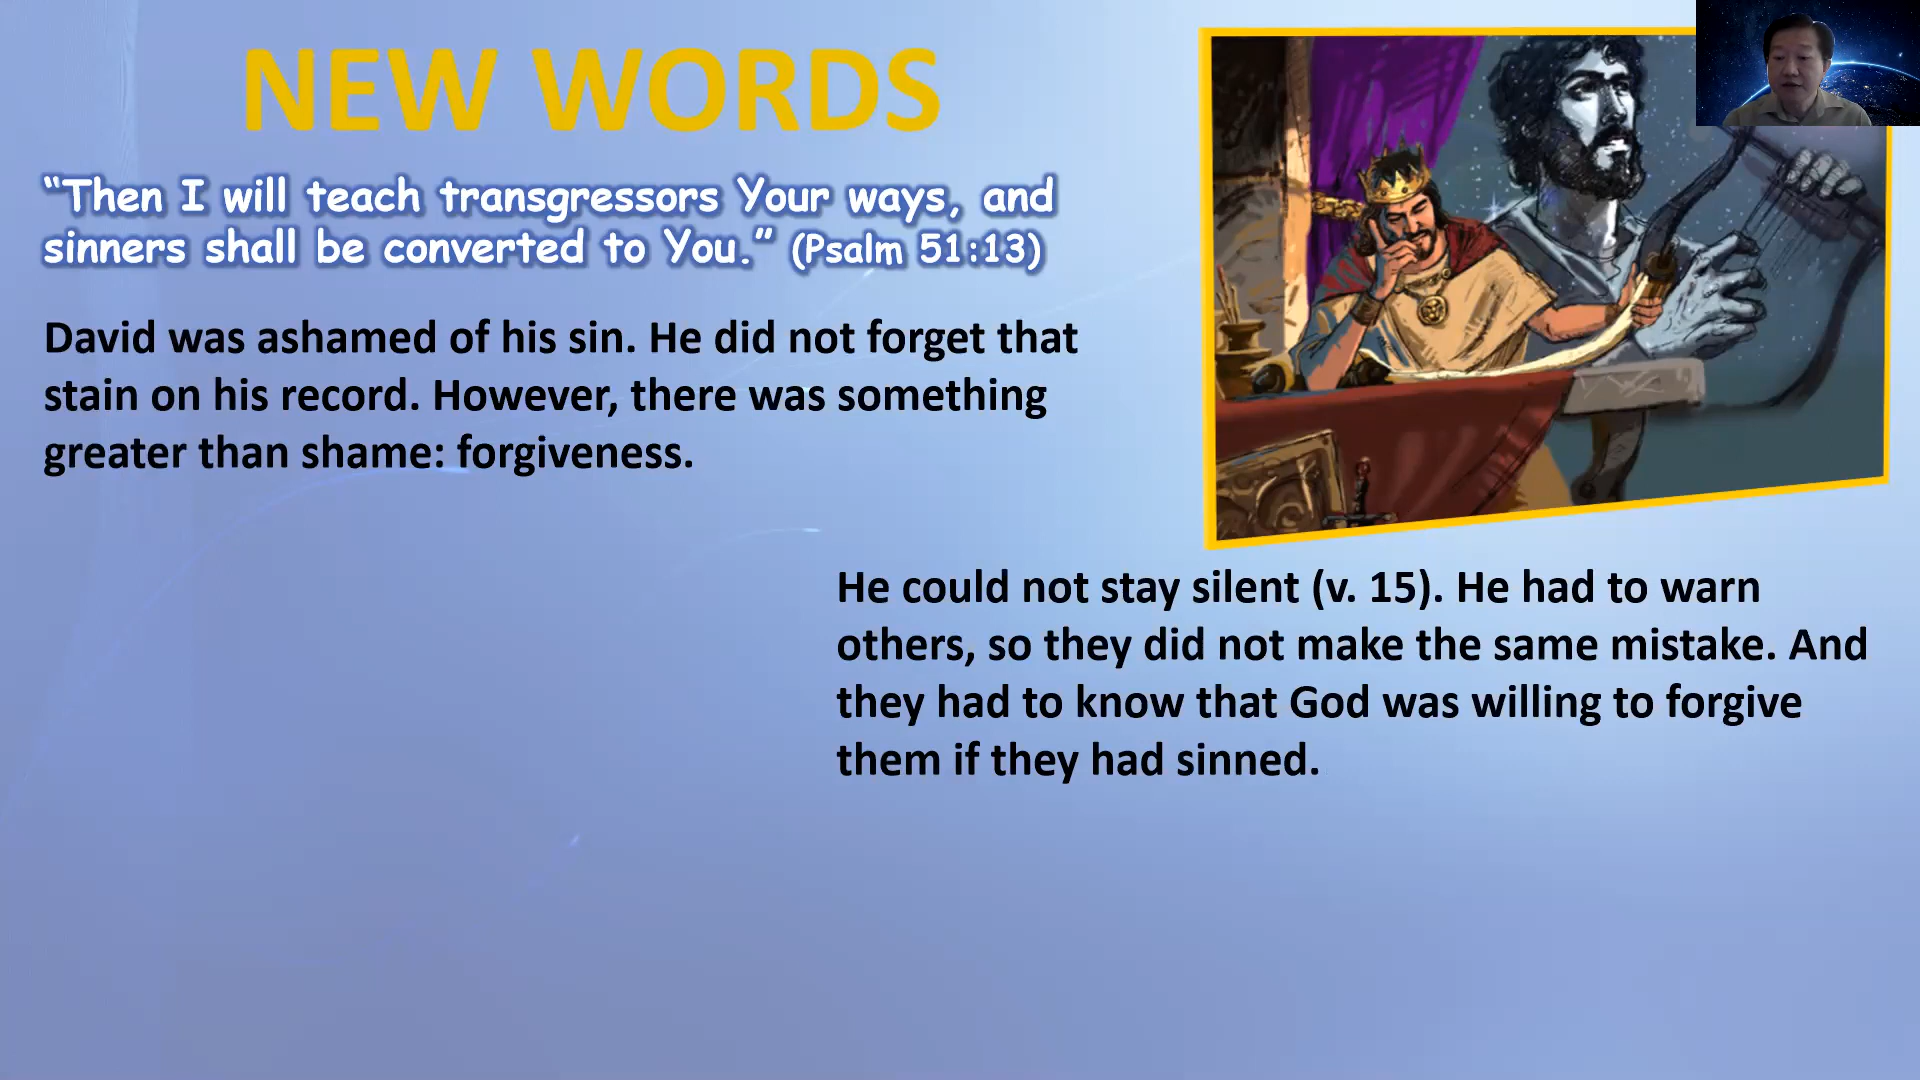 NEW WORDS
“Then I will teach transgressors Your ways, and
sinners shall be converted to You.” (Psalm 51:13)
David was ashamed of his sin. He did not forget that
stain on his record. However, there was something
greater than shame: forgiveness.
He could not stay silent (v. 15). He had to warn
others, so they did not make the same mistake. And
they had to know that God was willing to forgive
them if they had sinned.